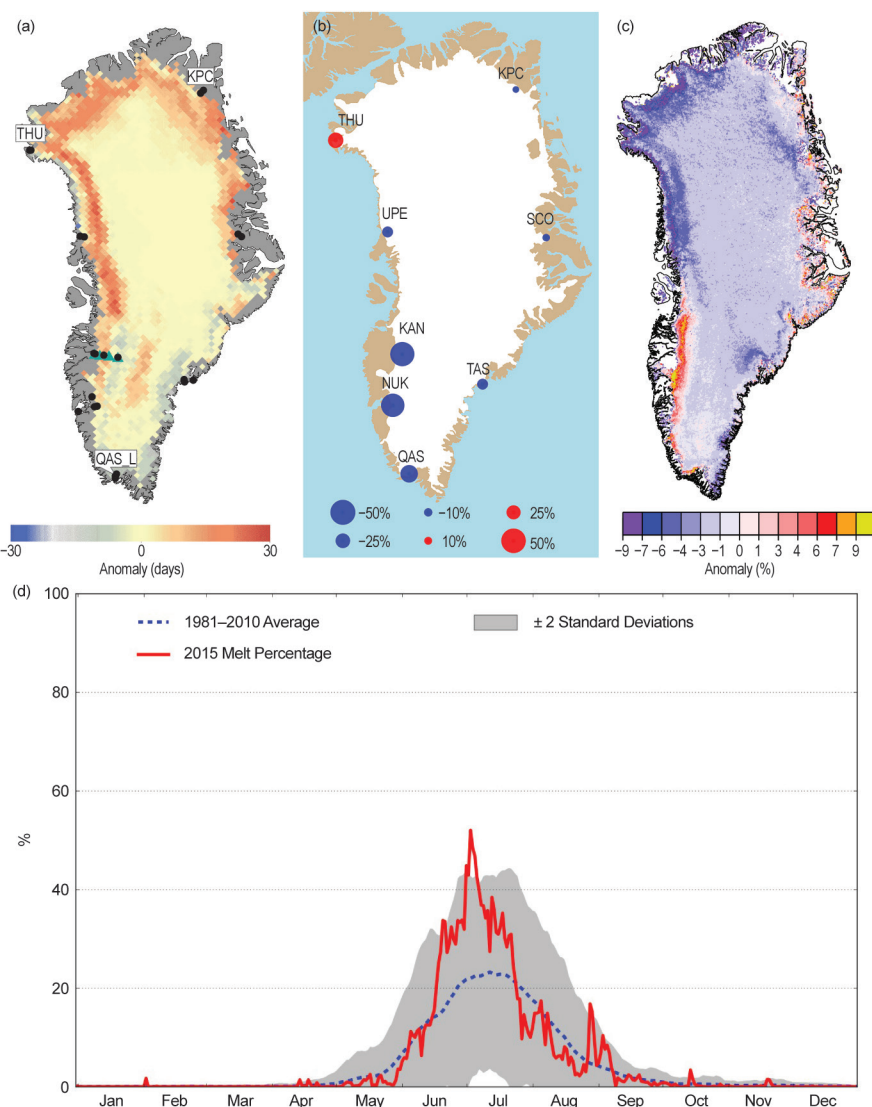 (a)
KPC
THU
QAS_L
−30 0 30
Anomaly (days)
(b)
KPC
THU
UPE
SCO
KAN
TAS
NUK
QAS
−50% −10% 25%
−25% 10% 50%
(c)
−9 −7 −6 −4 −3 −1 0 1 3 4 6 7 9
Anomaly (%)
(d)
100
80
60
40
20
0
%
1981–2010 Average
± 2 Standard Deviations
2015 Melt Percentage
Jan Feb Mar Apr May Jun Jul Aug Sep Oct Nov Dec